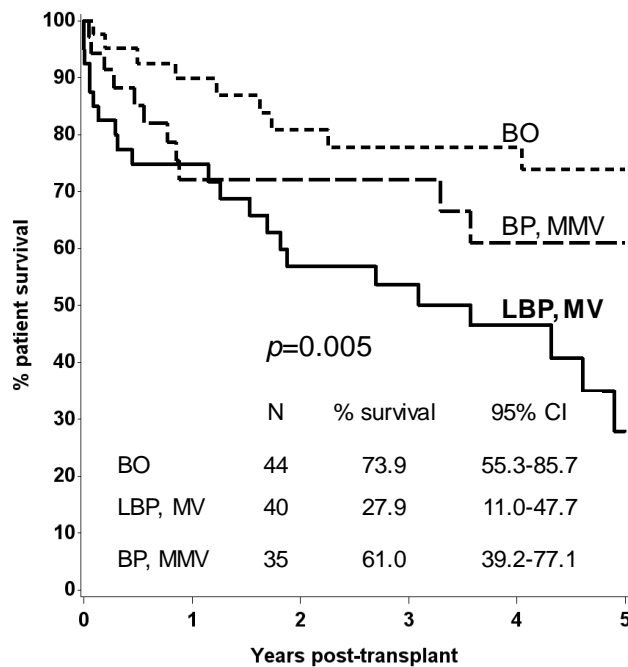 100
90
80
70
60
50
40
30
20
10
0
% patient survival
BO
BP, MMV
LBP, MV
p=0.005
N % survival 95% CI
BO 44 73.9 55.3-85.7
LBP, MV 40 27.9 11.0-47.7
BP, MMV 35 61.0 39.2-77.1
0 1 2 3 4 5
Years post-transplant